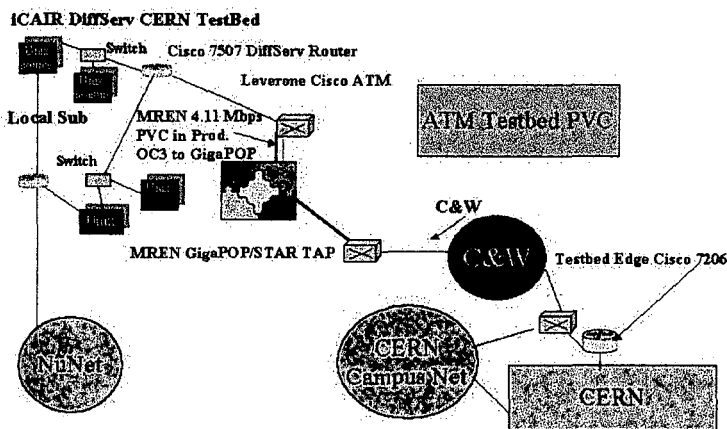 iCAIR DiffServ CERN TestBed
Switch
Cisco 7507 DiffServ Router
Leverone Cisco ATM
Local Sub
MREN 4.11 Mbps
PVC in Prod.
OC3 to GigaPOP
ATM Testbed PVC
Switch
C&W
MREN GigaPOP/STAR TAP
C&W
Testbed Edge Cisco 7206
NuNet
CERN
Campus Net
CERN